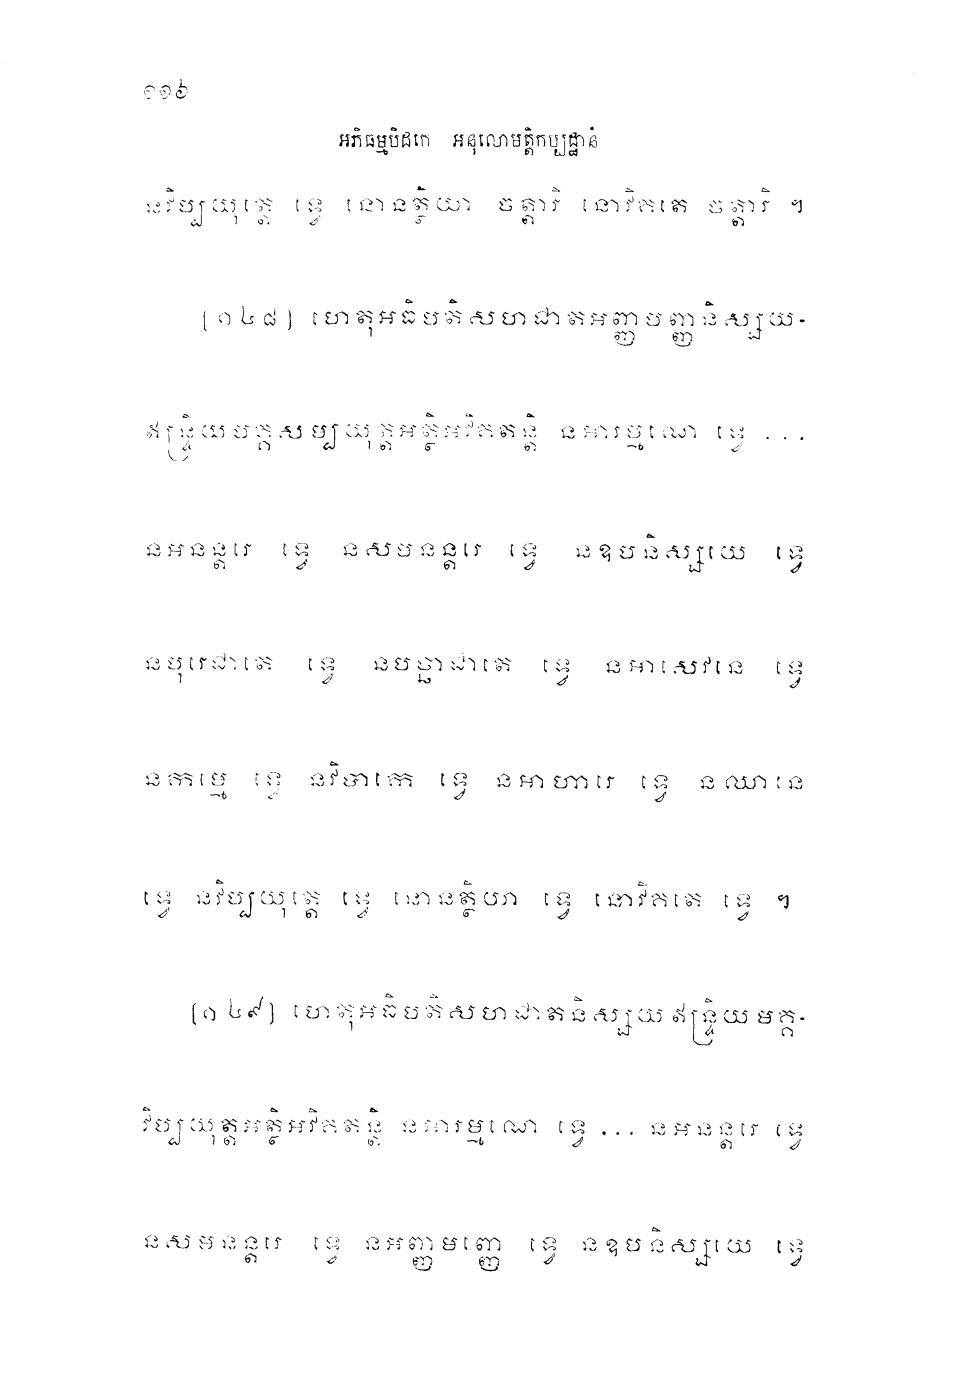 ១១៦
អភិធម្មបិដកេ អនុលោមត្តិកប្បដ្ឋានំ
នវិប្បយុត្តេ ទ្វេ នោនត្ថិយា ចត្តារិ នោវិគតេ ចត្តារិ ។
(១៤៨) ហេតុអធិបតិសហជាតអញ្ញមញ្ញនិស្សយ-
ឥន្ទ្រិយមគ្គសម្បយុត្តអត្ថិអវិគតន្តិ នអារម្មណេ ទ្វេ ...
នអនន្តរេ ទ្វេ នសមនន្តរេ ទ្វេ នឧបនិស្សយេ ទ្វេ
នបុរេជាតេ ទ្វេ នបច្ឆាជាតេ ទ្វេ នអាសេវនេ ទ្វេ
នកម្មេ ទ្វេ នវិបាកេ ទ្វេ នអាហារេ ទ្វេ នឈានេ
ទ្វេ នវិប្បយុត្តេ ទ្វេ នោនត្ថិយា ទ្វេ នោវិគតេ ទ្វេ ។
(១៤៩) ហេតុអធិបតិសហជាតនិស្សយឥន្ទ្រិយមគ្គ-
វិប្បយុត្តអត្ថិអវិគតន្តិ នអារម្មណេ ទ្វេ ... នអនន្តរេ ទ្វេ
នសមនន្តរេ ទ្វេ នអញ្ញមញ្ញេ ទ្វេ នឧបនិស្សយេ ទ្វេ